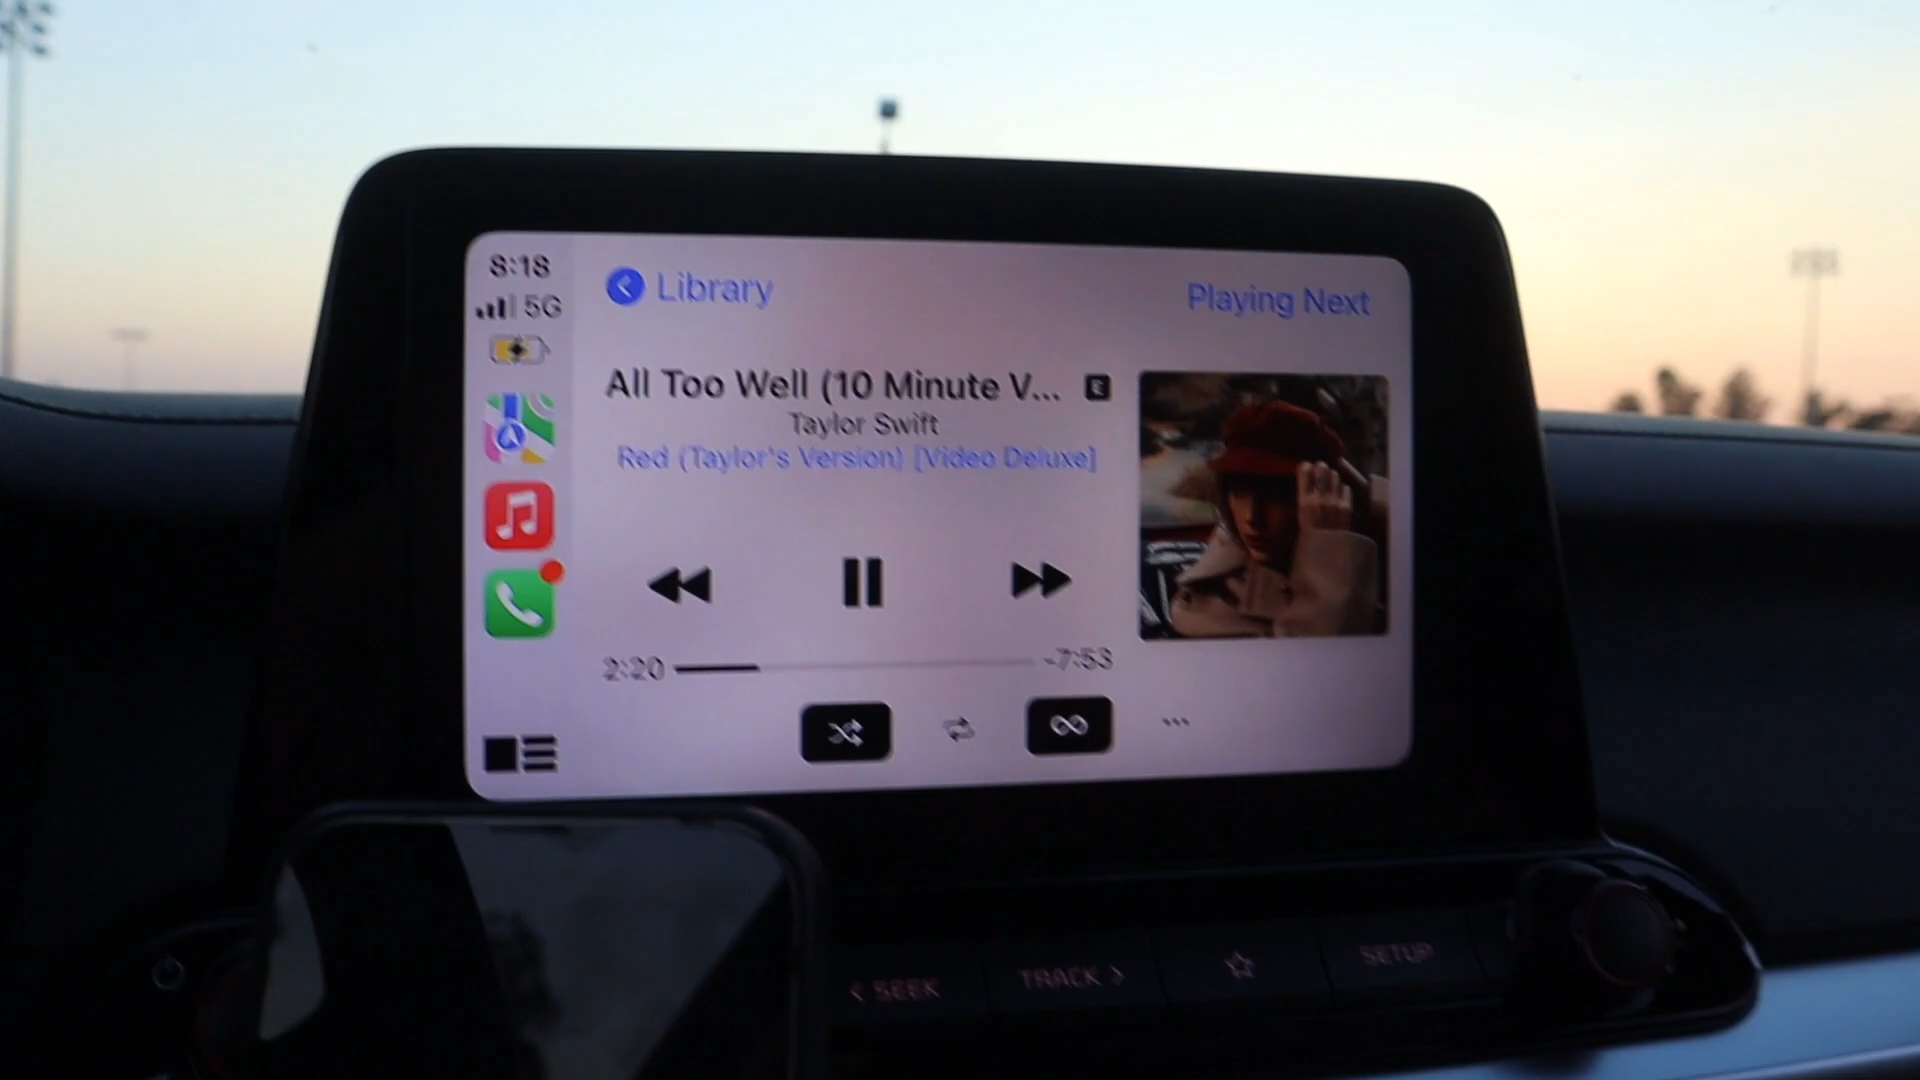 8:18
5G
Library
Playing Next
All Too Well (10 Minute V... E
Taylor Swift
Red (Taylor's Version) [Video Deluxe]
2:20
-7:53
...
< SEEK
TRACK >
SETUP